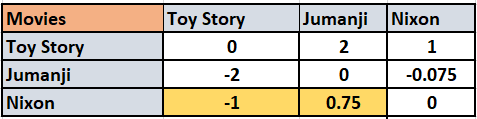 Movies Toy Story Jumanji Nixon
Toy Story 0 2 1
Jumanji -2 0 -0.075
Nixon -1 0.75 0